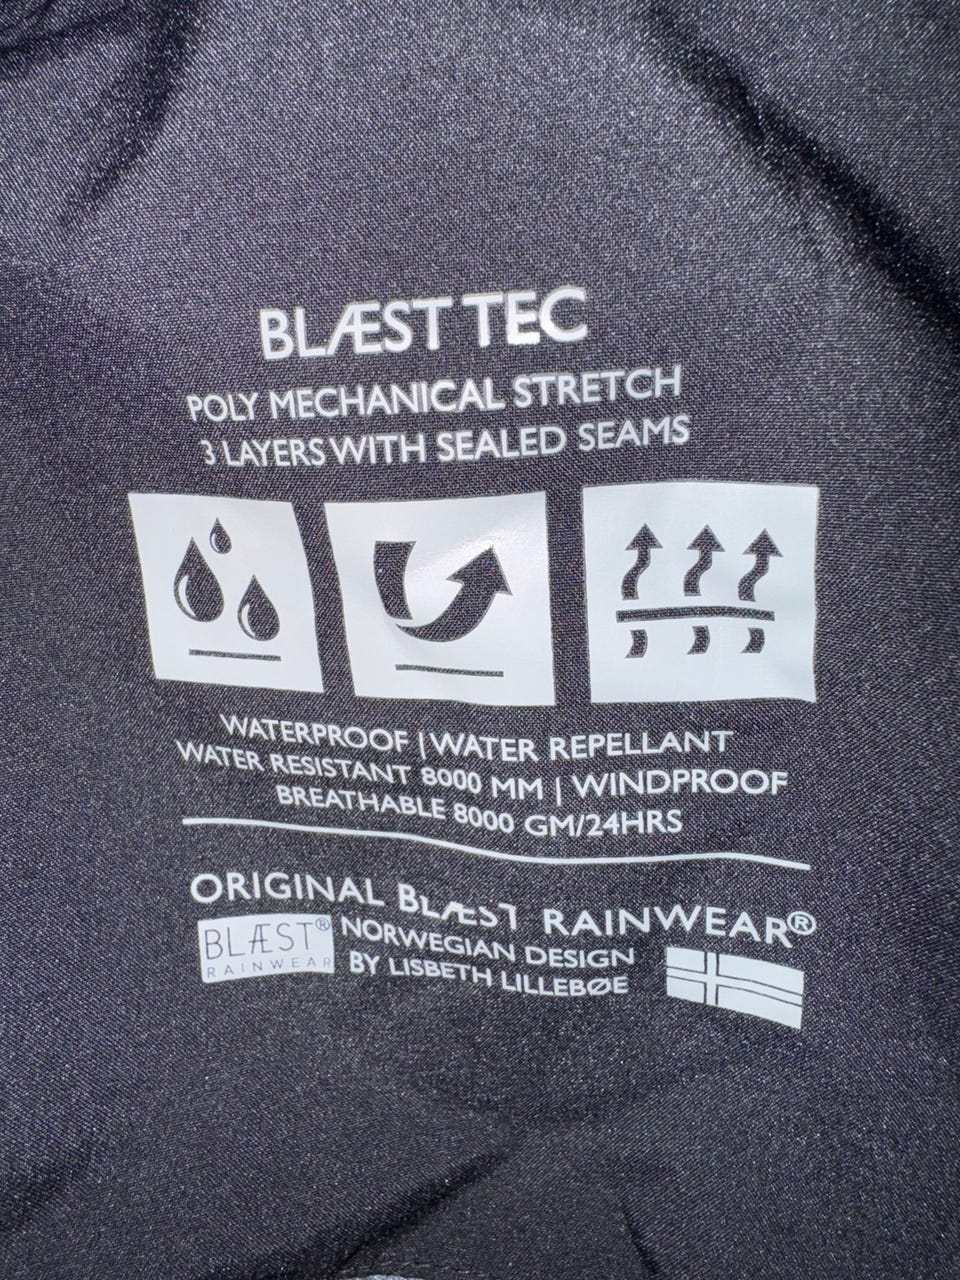 BLÆST TEC
POLY MECHANICAL STRETCH
3 LAYERS WITH SEALED SEAMS
WATERPROOF | WATER REPELLANT
WATER RESISTANT 8000 MM | WINDPROOF
BREATHABLE 8000 GM/24HRS
ORIGINAL BLÆST RAINWEAR®
BLÆST®
RAINWEAR
NORWEGIAN DESIGN
BY LISBETH LILLEBØE